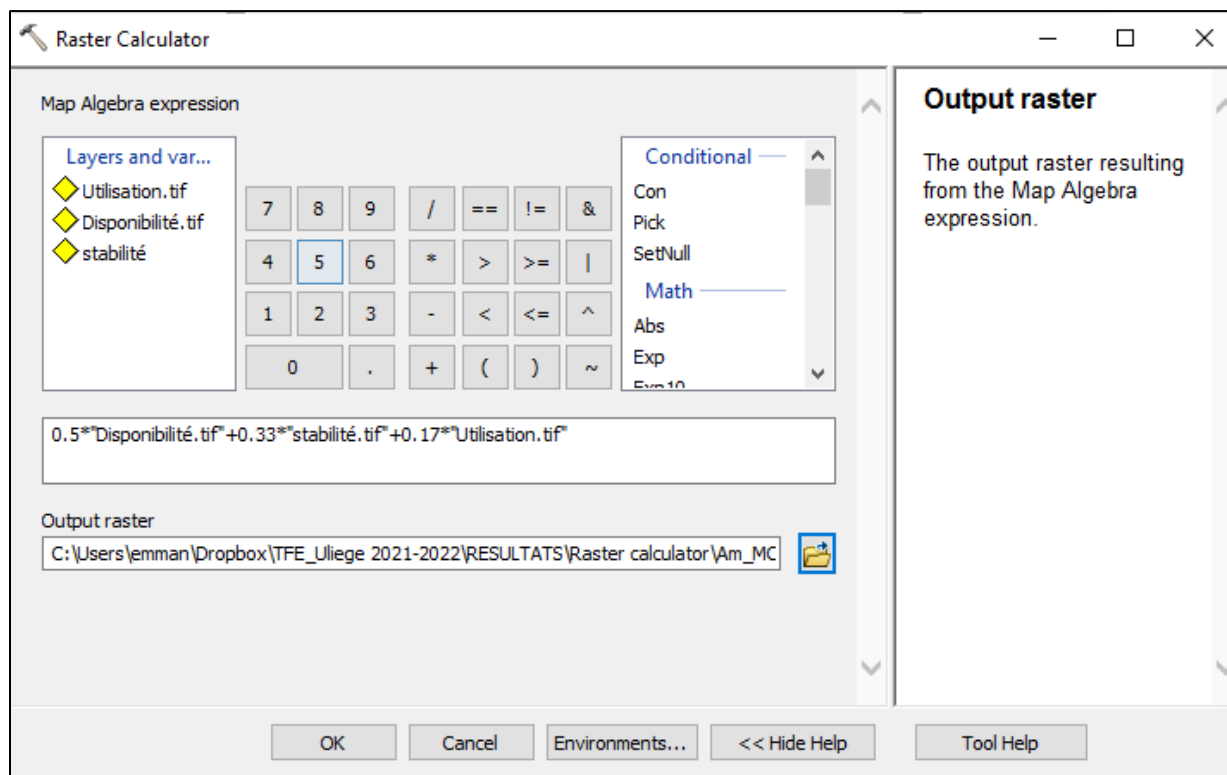 Raster Calculator
Map Algebra expression
Layers and var...
Utilisation.tif
Disponibilité.tif
stabilité
7 8 9 / == != &
4 5 6 * > >= |
1 2 3 - < <= ^
0 . + ( ) ~
Conditional
Con
Pick
SetNull
Math
Abs
Exp
Exp10
0.5*"Disponibilité.tif"+0.33*"stabilité.tif"+0.17*"Utilisation.tif"
Output raster
C:\Users\emman\Dropbox\TFE_Uliege 2021-2022\RESULTATS\Raster calculator\Am_MC
OK Cancel Environments... << Hide Help Tool Help
Output raster
The output raster resulting
from the Map Algebra
expression.